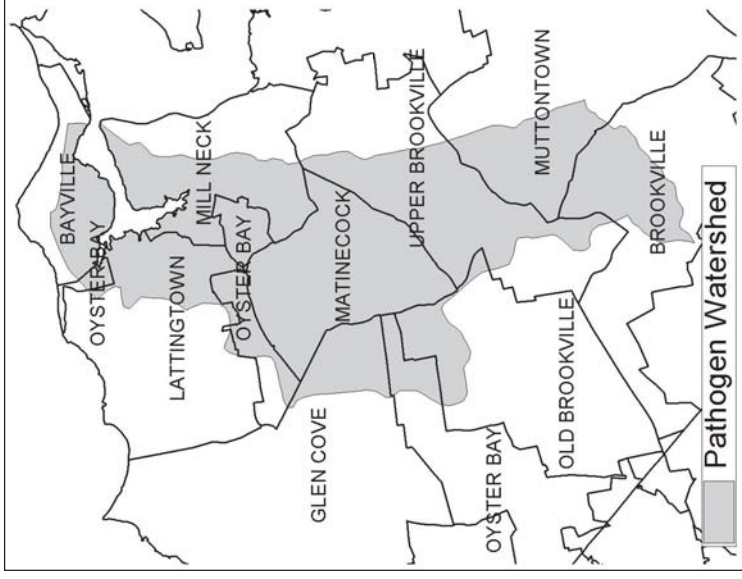 BAYVILLE
OYSTER BAY
MILL NECK
LATTINGTOWN
OYSTER BAY
MATINECOCK
UPPER BROOKVILLE
GLEN COVE
MUTTONTOWN
OYSTER BAY
OLD BROOKVILLE
BROOKVILLE
Pathogen Watershed